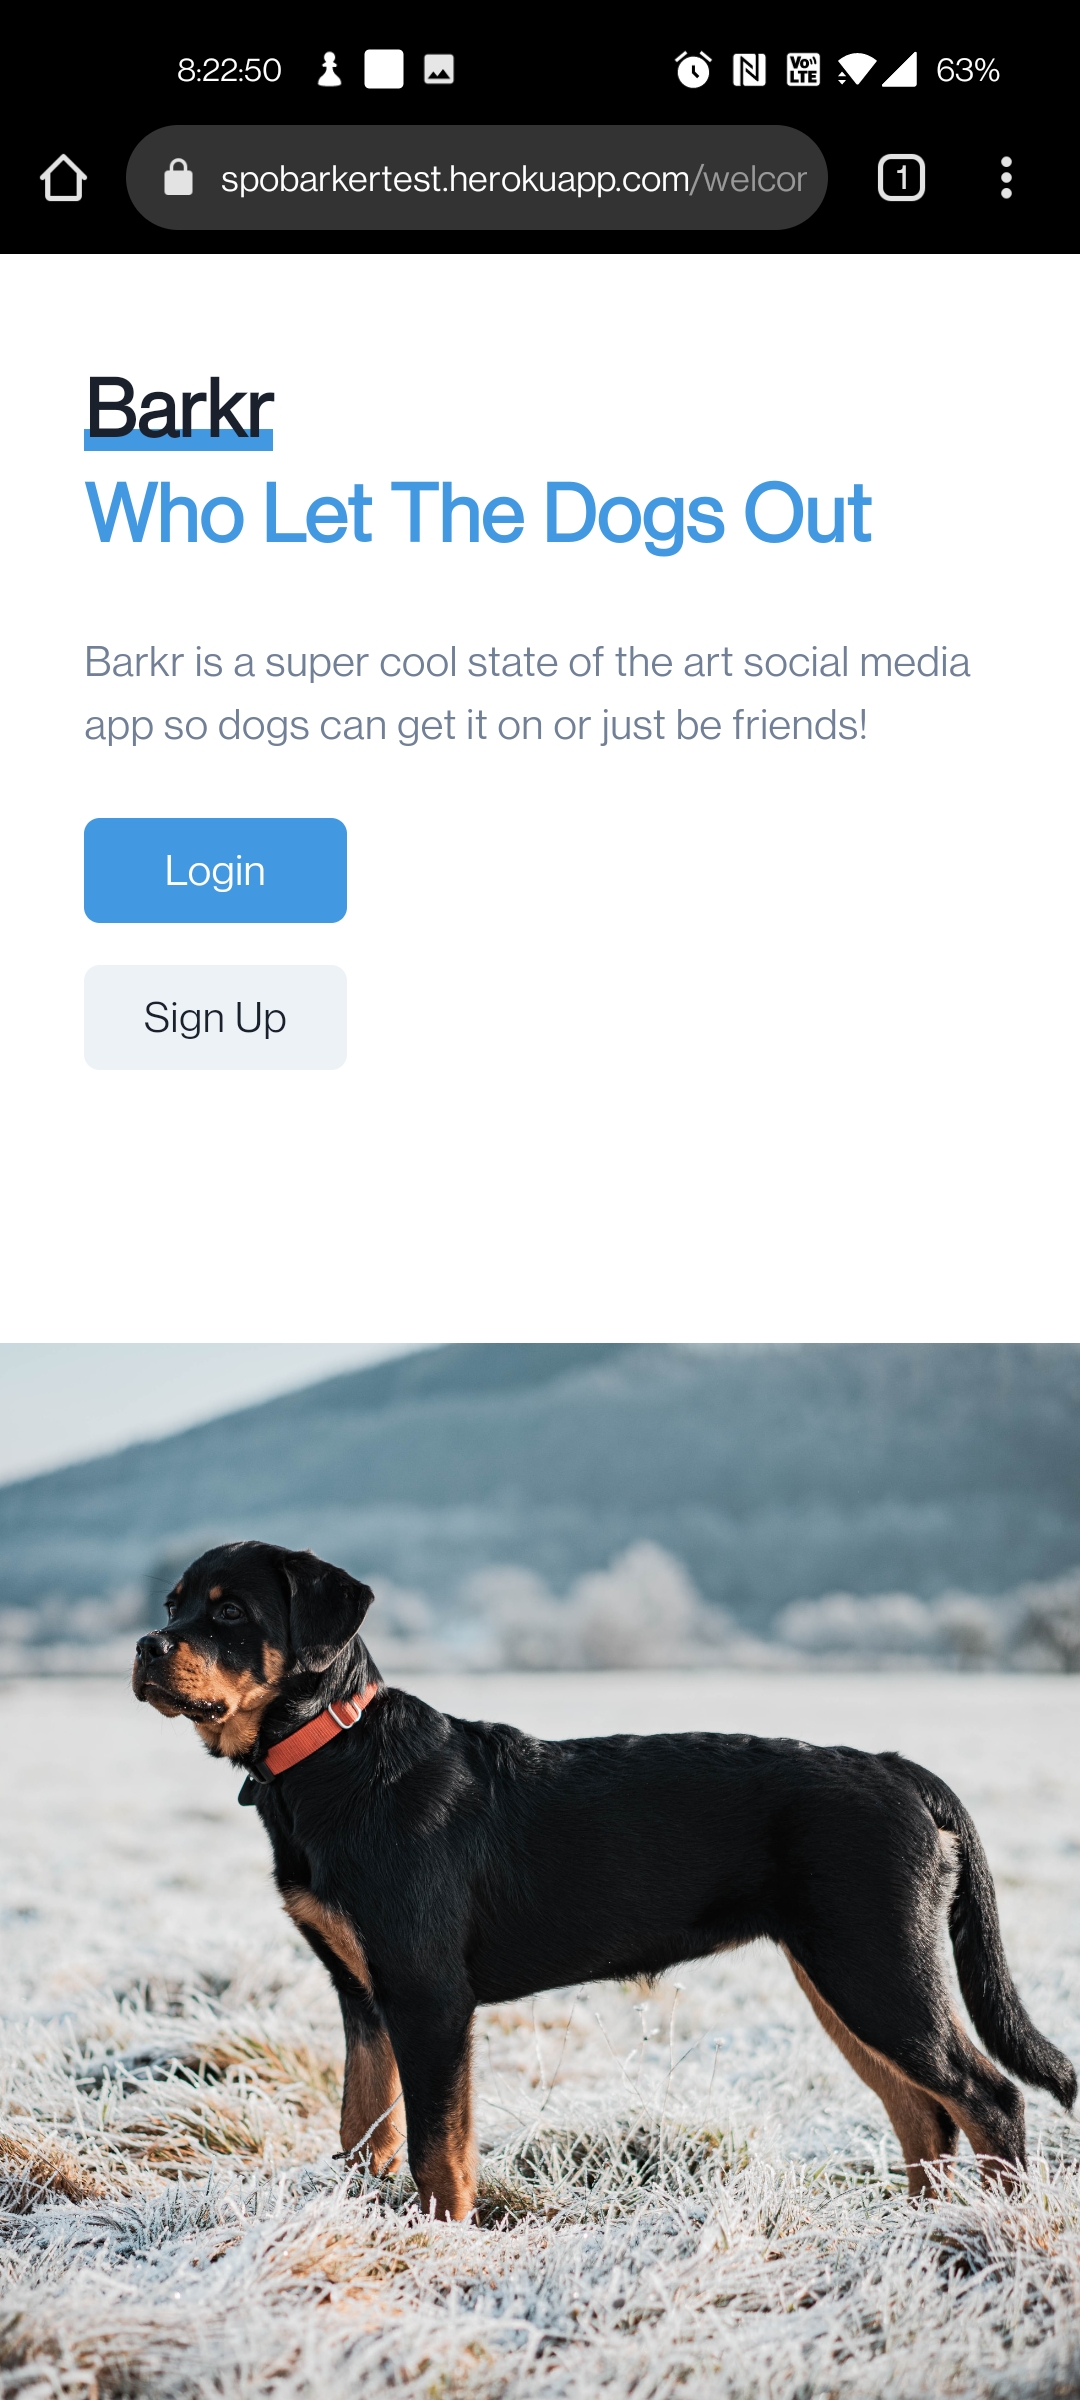 8:22:50 Vo)) LTE 63%
spobarkertest.herokuapp.com/welcor
1
Barkr
Who Let The Dogs Out
Barkr is a super cool state of the art social media
app so dogs can get it on or just be friends!
Login
Sign Up